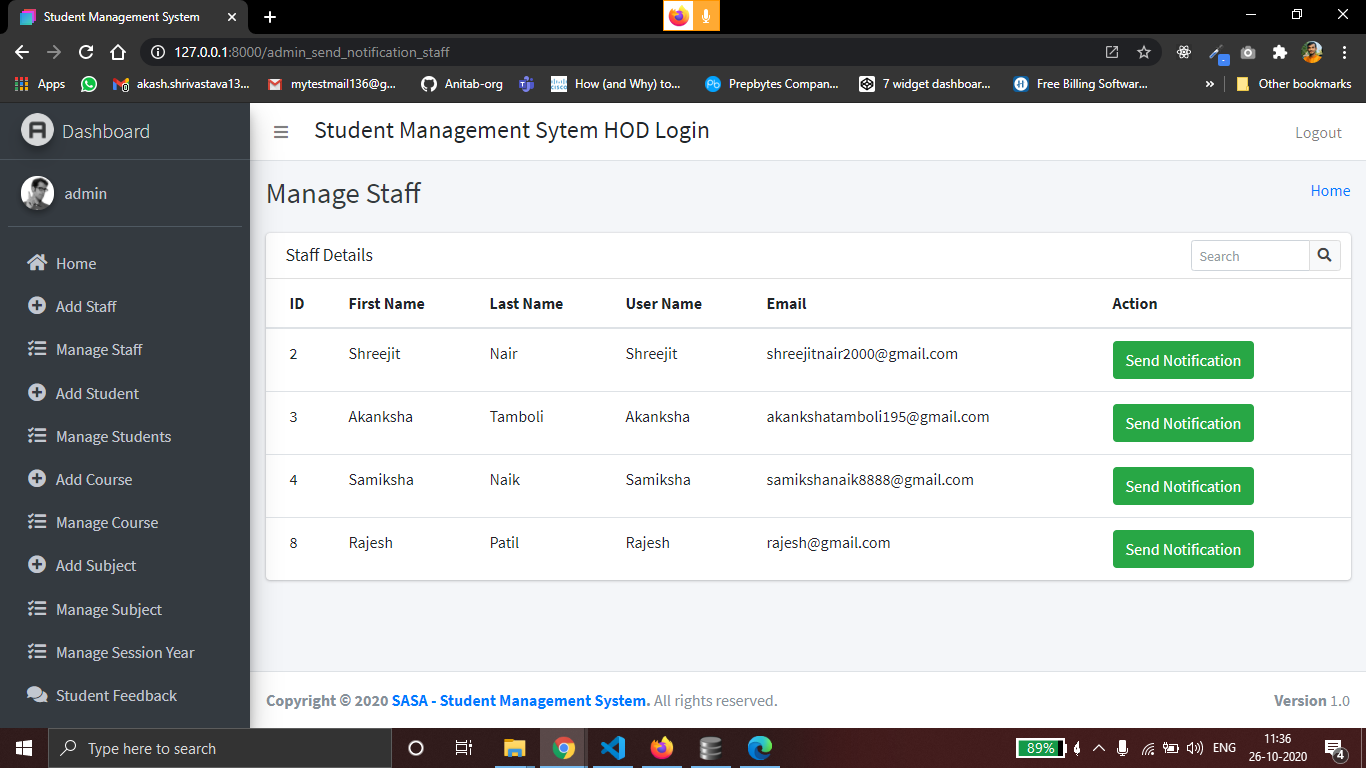 Student Management System
127.0.0.1:8000/admin_send_notification_staff
Apps akash.shrivastava13... mytestmail136@g... Anitab-org How (and Why) to... Prepbytes Compan... 7 widget dashboar... Free Billing Softwar... » Other bookmarks
Dashboard
Student Management Sytem HOD Login
Logout
admin
Manage Staff
Home
Home
Add Staff
Manage Staff
Add Student
Manage Students
Add Course
Manage Course
Add Subject
Manage Subject
Manage Session Year
Student Feedback
Staff Details
Search
ID First Name Last Name User Name Email Action
2 Shreejit Nair Shreejit shreejitnair2000@gmail.com Send Notification
3 Akanksha Tamboli Akanksha akankshatamboli195@gmail.com Send Notification
4 Samiksha Naik Samiksha samikshanaik8888@gmail.com Send Notification
8 Rajesh Patil Rajesh rajesh@gmail.com Send Notification
Copyright © 2020 SASA - Student Management System. All rights reserved.
Version 1.0
Type here to search
89%
ENG
11:36
26-10-2020
4